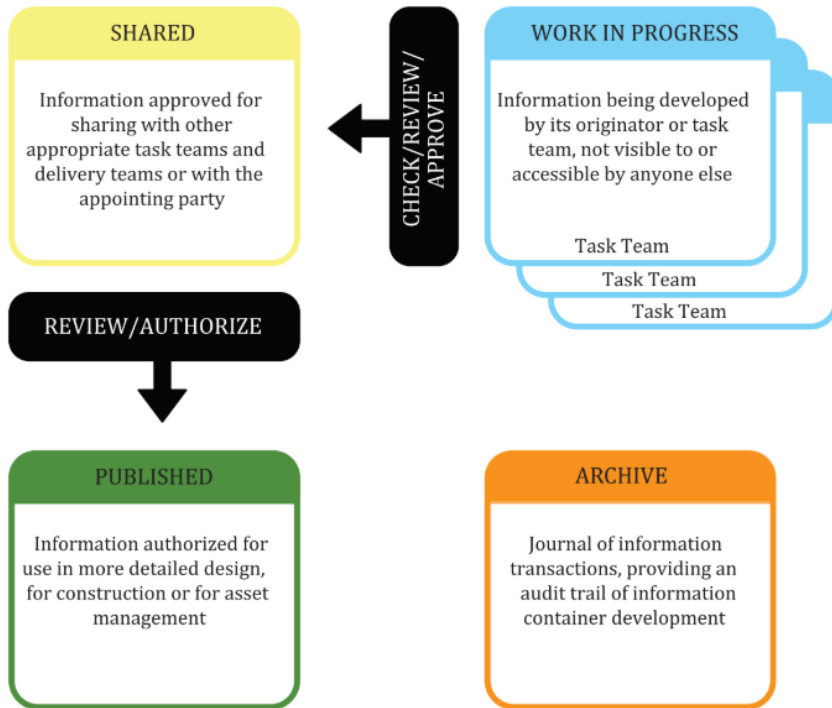 SHARED
Information approved for
sharing with other
appropriate task teams and
delivery teams or with the
appointing party
CHECK/REVIEW/
APPROVE
WORK IN PROGRESS
Information being developed
by its originator or task
team, not visible to or
accessible by anyone else
Task Team
Task Team
Task Team
REVIEW/AUTHORIZE
PUBLISHED
Information authorized for
use in more detailed design,
for construction or for asset
management
ARCHIVE
Journal of information
transactions, providing an
audit trail of information
container development